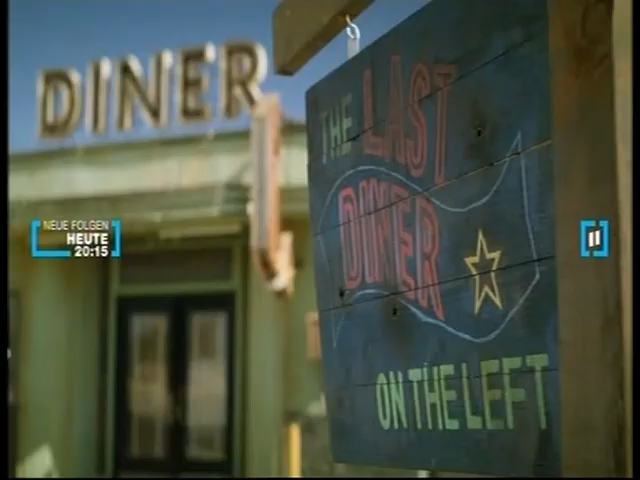 DINER
THE LAST
DINER
ON THE LEFT
NEUE FOLGEN
HEUTE
20:15